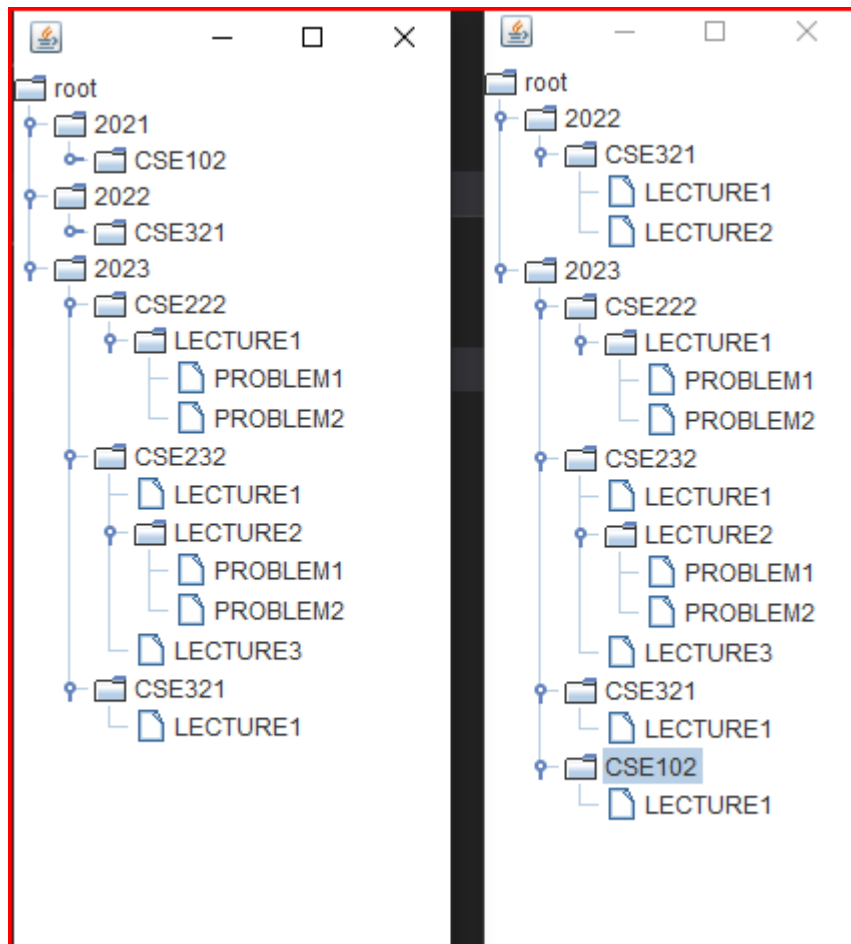 root
2021
CSE102
2022
CSE321
2023
CSE222
LECTURE1
PROBLEM1
PROBLEM2
CSE232
LECTURE1
LECTURE2
PROBLEM1
PROBLEM2
LECTURE3
CSE321
LECTURE1
root
2022
CSE321
LECTURE1
LECTURE2
2023
CSE222
LECTURE1
PROBLEM1
PROBLEM2
CSE232
LECTURE1
LECTURE2
PROBLEM1
PROBLEM2
LECTURE3
CSE321
LECTURE1
CSE102
LECTURE1